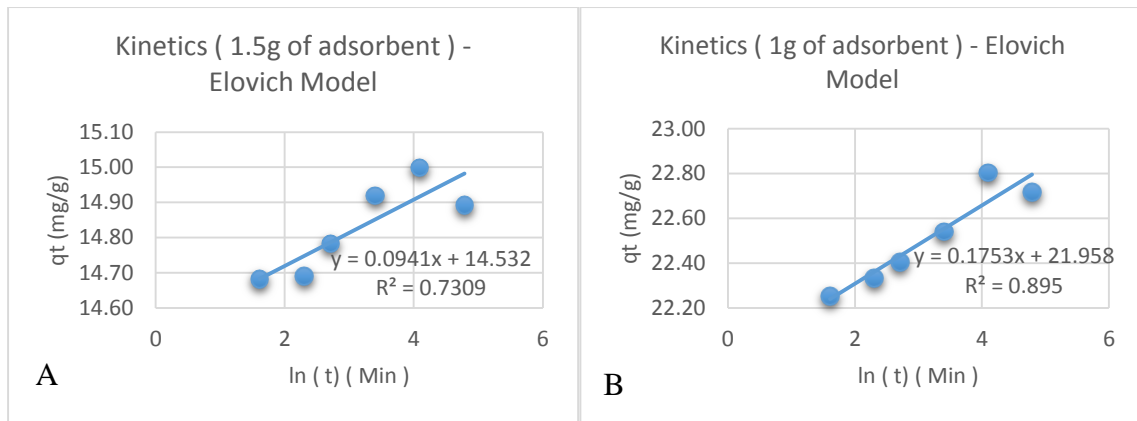 Kinetics ( 1.5g of adsorbent ) -
Elovich Model
15.10
15.00
14.90
14.80
14.70
14.60
qt (mg/g)
y = 0.0941x + 14.532
R² = 0.7309
0 2 4 6
ln ( t) ( Min )
A
Kinetics ( 1g of adsorbent ) - Elovich
Model
23.00
22.80
22.60
22.40
22.20
qt (mg/g)
y = 0.1753x + 21.958
R² = 0.895
0 2 4 6
ln ( t) ( Min )
B